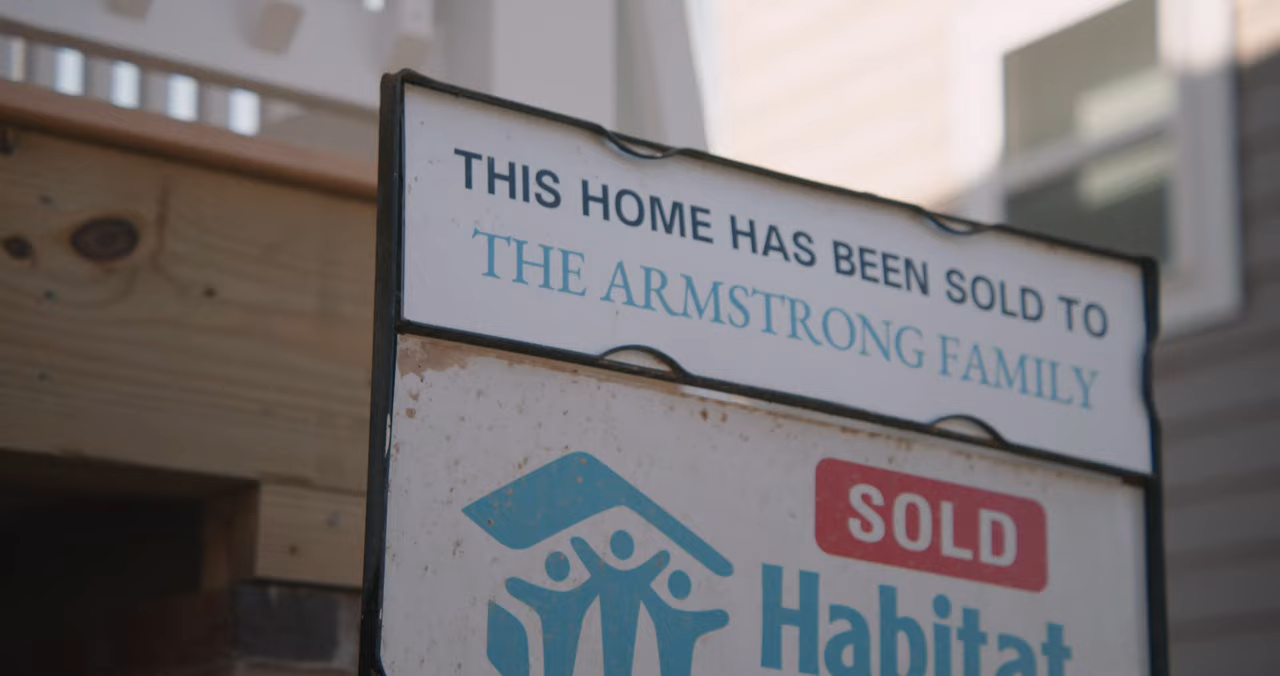 THIS HOME HAS BEEN SOLD TO
THE ARMSTRONG FAMILY
SOLD
Habitat